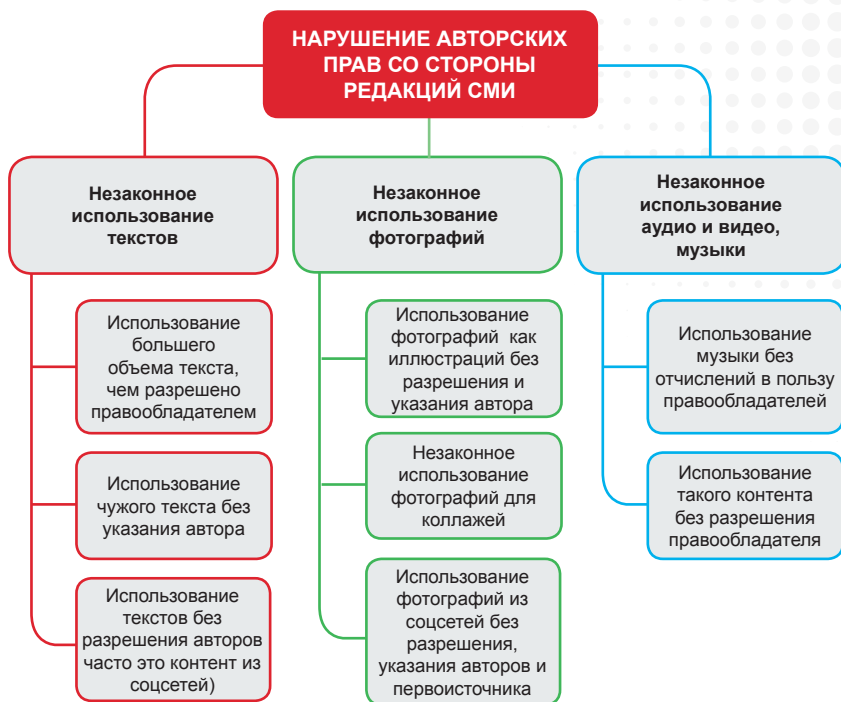 НАРУШЕНИЕ АВТОРСКИХ
ПРАВ СО СТОРОНЫ
РЕДАКЦИЙ СМИ
Незаконное
использование
текстов
Использование
большего
объема текста,
чем разрешено
правообладателем
Использование
чужого текста без
указания автора
Использование
текстов без
разрешения авторов
часто это контент из
соцсетей)
Незаконное
использование
фотографий
Использование
фотографий как
иллюстраций без
разрешения и
указания автора
Незаконное
использование
фотографий для
коллажей
Использование
фотографий из
соцсетей без
разрешения,
указания авторов и
первоисточника
Незаконное
использование
аудио и видео,
музыки
Использование
музыки без
отчислений в пользу
правообладателей
Использование
такого контента
без разрешения
правообладателя